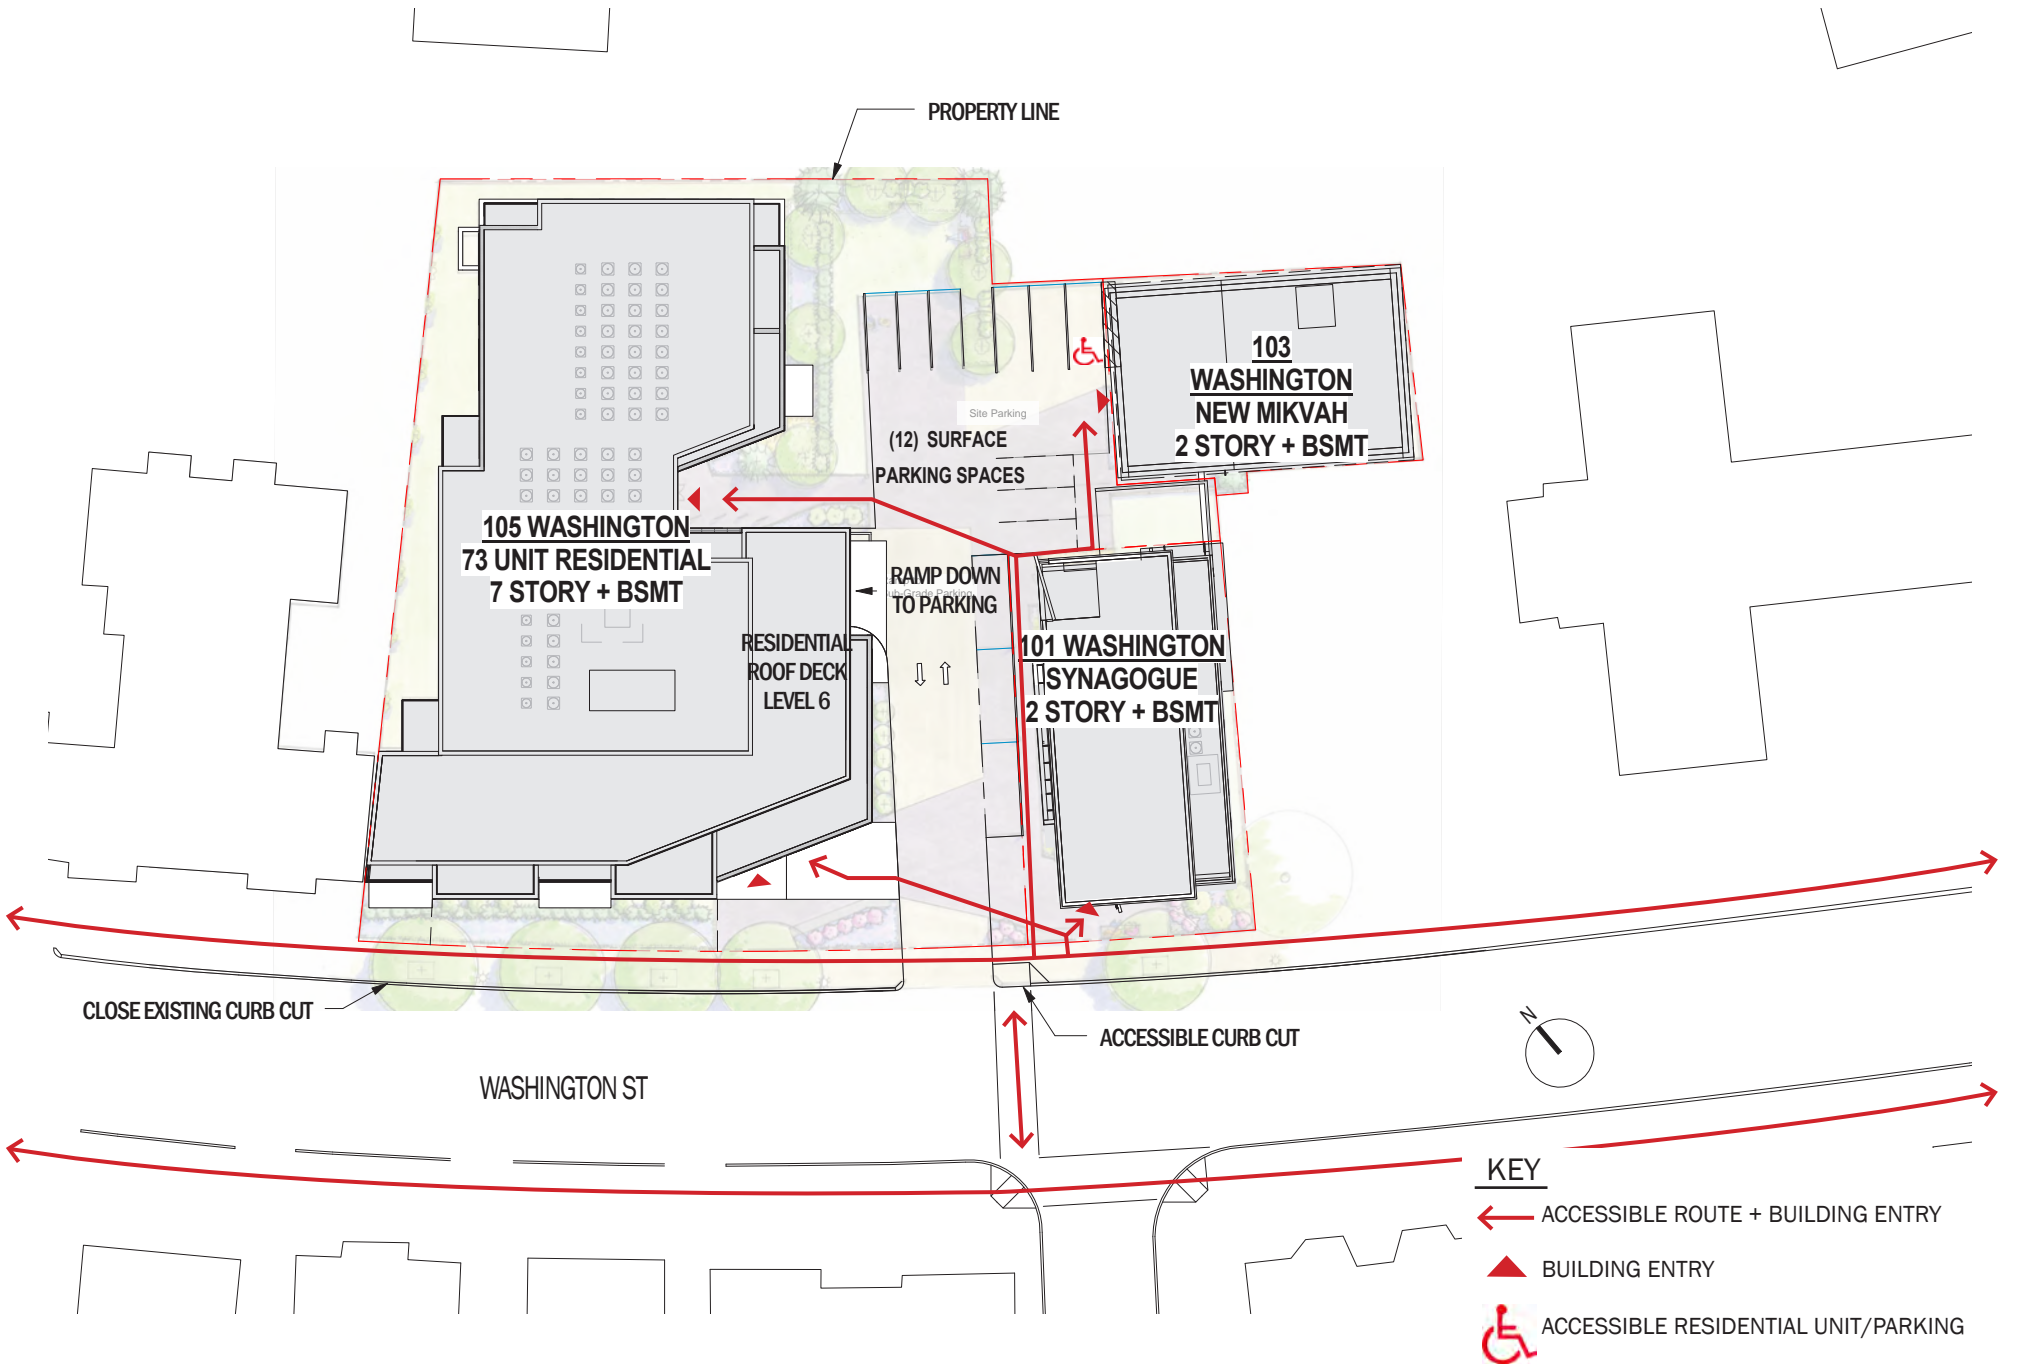 PROPERTY LINE
103
WASHINGTON
NEW MIKVAH
2 STORY + BSMT
Site Parking
(12) SURFACE
PARKING SPACES
105 WASHINGTON
73 UNIT RESIDENTIAL
7 STORY + BSMT
RAMP DOWN
Sub-Grade Parking
TO PARKING
RESIDENTIAL
ROOF DECK
LEVEL 6
101 WASHINGTON
SYNAGOGUE
2 STORY + BSMT
CLOSE EXISTING CURB CUT
ACCESSIBLE CURB CUT
N
WASHINGTON ST
KEY
ACCESSIBLE ROUTE + BUILDING ENTRY
BUILDING ENTRY
ACCESSIBLE RESIDENTIAL UNIT/PARKING